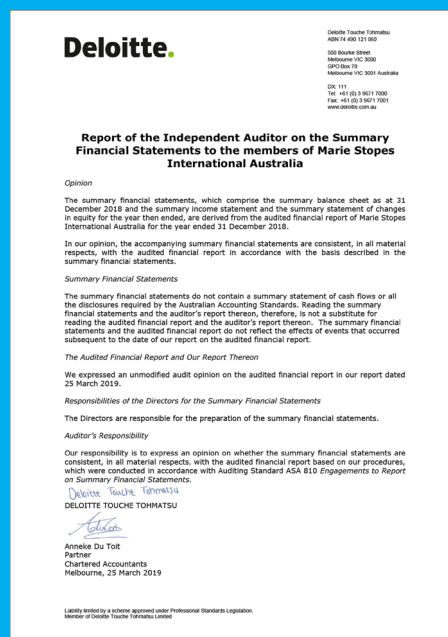 Deloitte.
Deloitte Touche Tohmatsu
ABN 74 490 121 060
550 Bourke Street
Melbourne VIC 3000
GPO Box 78
Melbourne VIC 3001 Australia
DX: 111
Tel: +61 (0) 3 9671 7000
Fax: +61 (0) 3 9671 7001
www.deloitte.com.au
Report of the Independent Auditor on the Summary
Financial Statements to the members of Marie Stopes
International Australia
Opinion
The summary financial statements, which comprise the summary balance sheet as at 31
December 2018 and the summary income statement and the summary statement of changes
in equity for the year then ended, are derived from the audited financial report of Marie Stopes
International Australia for the year ended 31 December 2018.
In our opinion, the accompanying summary financial statements are consistent, in all material
respects, with the audited financial report in accordance with the basis described in the
summary financial statements.
Summary Financial Statements
The summary financial statements do not contain a summary statement of cash flows or all
the disclosures required by the Australian Accounting Standards. Reading the summary
financial statements and the auditor's report thereon, therefore, is not a substitute for
reading the audited financial report and the auditor's report thereon. The summary financial
statements and the audited financial report do not reflect the effects of events that occurred
subsequent to the date of our report on the audited financial report.
The Audited Financial Report and Our Report Thereon
We expressed an unmodified audit opinion on the audited financial report in our report dated
25 March 2019.
Responsibilities of the Directors for the Summary Financial Statements
The Directors are responsible for the preparation of the summary financial statements.
Auditor's Responsibility
Our responsibility is to express an opinion on whether the summary financial statements are
consistent, in all material respects, with the audited financial report based on our procedures,
which were conducted in accordance with Auditing Standard ASA 810 Engagements to Report
on Summary Financial Statements.
Deloitte Touche Tohmatsu
DELOITTE TOUCHE TOHMATSU
Anneke Du Toit
Partner
Chartered Accountants
Melbourne, 25 March 2019
Liability limited by a scheme approved under Professional Standards Legislation.
Member of Deloitte Touche Tohmatsu Limited